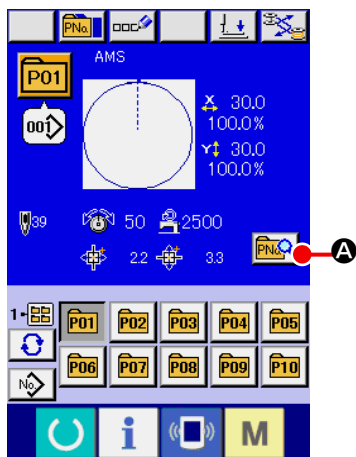 PNo.
AMS
P01
001
X 30.0
100.0%
Y 30.0
100.0%
39
50
2500
2.2
3.3
PNo.
A
1-
P01 P02 P03 P04 P05
P06 P07 P08 P09 P10
No.
i
M